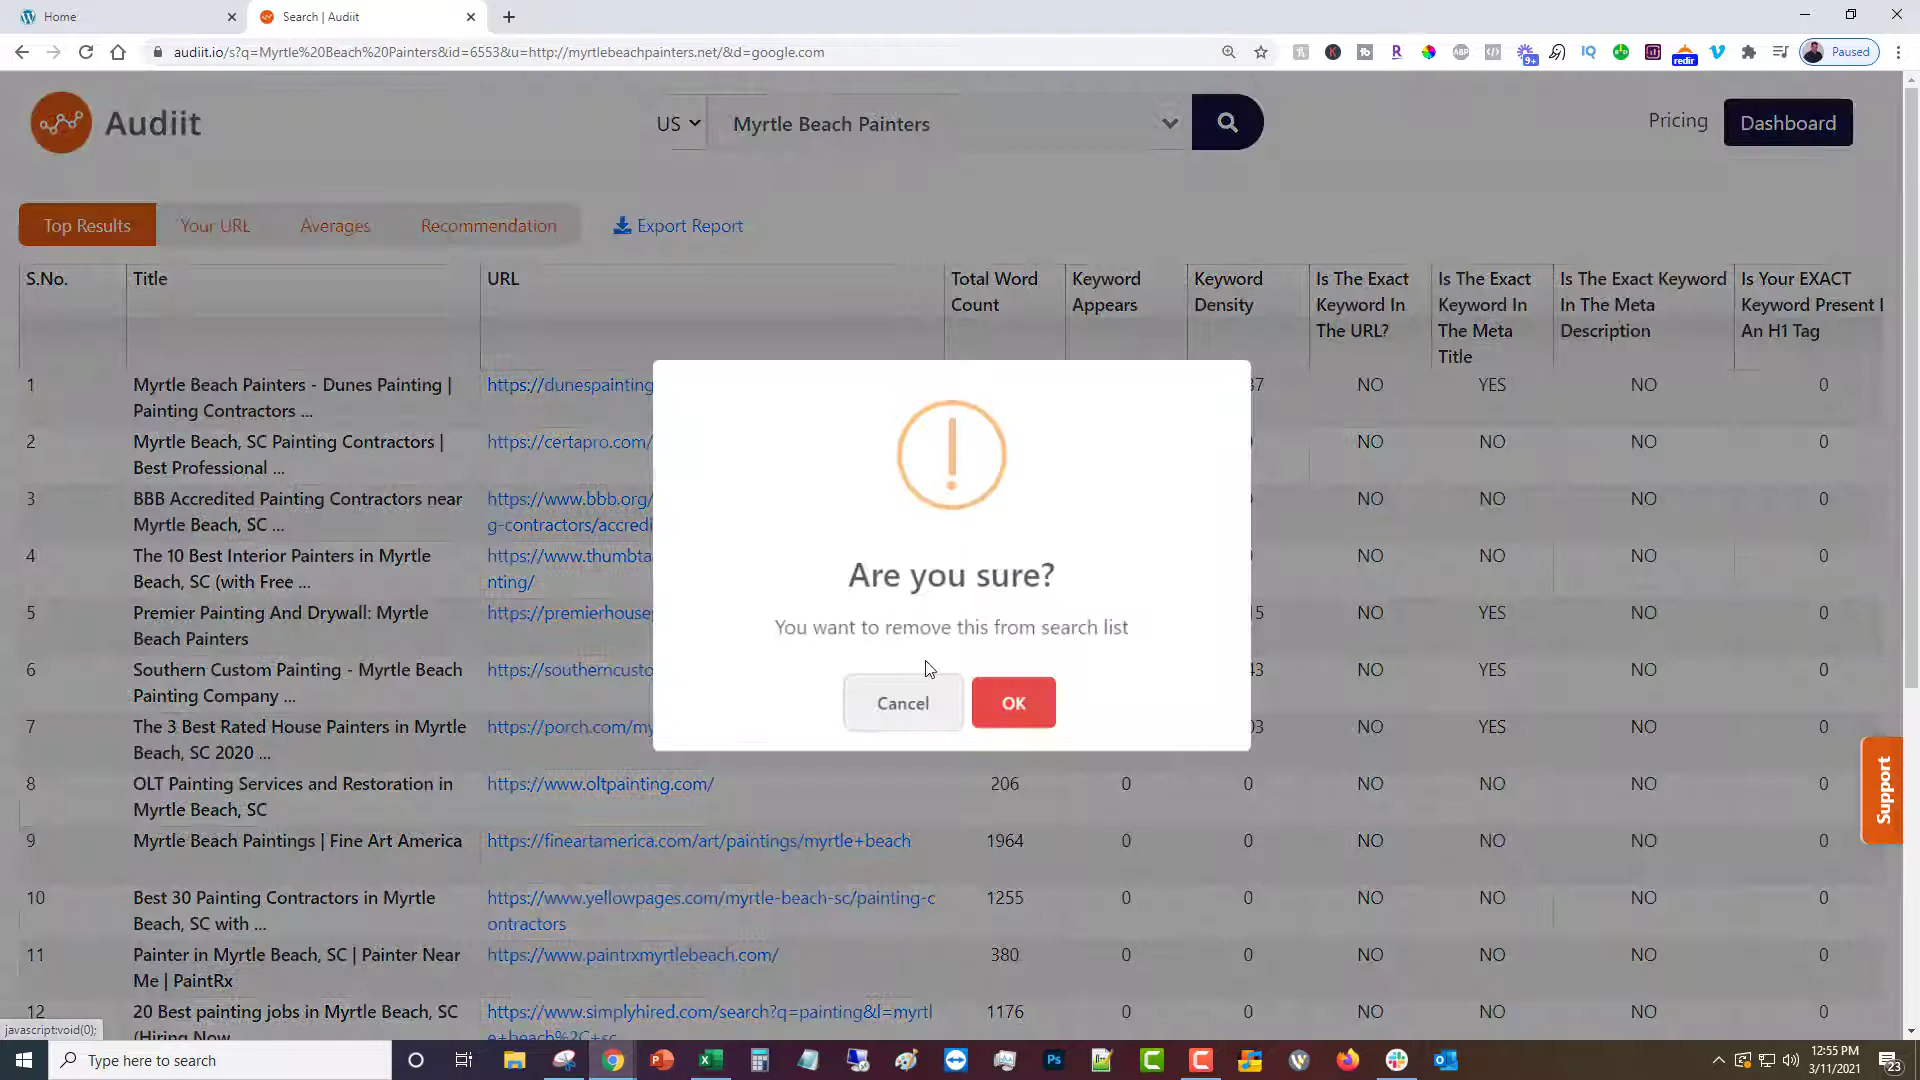 Home
Search | Audiit
audiit.io/s?q=Myrtle%20Beach%20Painters&id=6553&u=http://myrtlebeachpainters.net/&d=google.com
ABP
9+
IQ
redir
Paused
Audiit
US
Myrtle Beach Painters
Pricing
Dashboard
Top Results
Your URL
Averages
Recommendation
Export Report
S.No.
Title
URL
Total Word Count
Keyword Appears
Keyword Density
Is The Exact Keyword In The URL?
Is The Exact Keyword In The Meta Title
Is The Exact Keyword In The Meta Description
Is Your EXACT Keyword Present I An H1 Tag
1 Myrtle Beach Painters - Dunes Painting | Painting Contractors ... https://dunespainting 37 NO YES NO 0
2 Myrtle Beach, SC Painting Contractors | Best Professional ... https://certapro.com/ NO NO NO 0
3 BBB Accredited Painting Contractors near Myrtle Beach, SC ... https://www.bbb.org/ g-contractors/accredi NO NO NO 0
4 The 10 Best Interior Painters in Myrtle Beach, SC (with Free ... https://www.thumbta nting/ NO NO NO 0
5 Premier Painting And Drywall: Myrtle Beach Painters https://premierhouse 15 NO YES NO 0
6 Southern Custom Painting - Myrtle Beach Painting Company ... https://southerncusto 43 NO YES NO 0
7 The 3 Best Rated House Painters in Myrtle Beach, SC 2020 ... https://porch.com/my 03 NO YES NO 0
8 OLT Painting Services and Restoration in Myrtle Beach, SC https://www.oltpainting.com/ 206 0 0 NO NO NO 0
9 Myrtle Beach Paintings | Fine Art America https://fineartamerica.com/art/paintings/myrtle+beach 1964 0 0 NO NO NO 0
10 Best 30 Painting Contractors in Myrtle Beach, SC with ... https://www.yellowpages.com/myrtle-beach-sc/painting-c ontractors 1255 0 0 NO NO NO 0
11 Painter in Myrtle Beach, SC | Painter Near Me | PaintRx https://www.paintrxmyrtlebeach.com/ 380 0 0 NO NO NO 0
12 20 Best painting jobs in Myrtle Beach, SC (Hiring Now https://www.simplyhired.com/search?q=painting&l=myrtl e+beach%2C+sc 1176 0 0 NO NO NO 0
Are you sure?
You want to remove this from search list
Cancel
OK
Support
javascript:void(0);
Type here to search
Ps
12:55 PM
3/11/2021
23